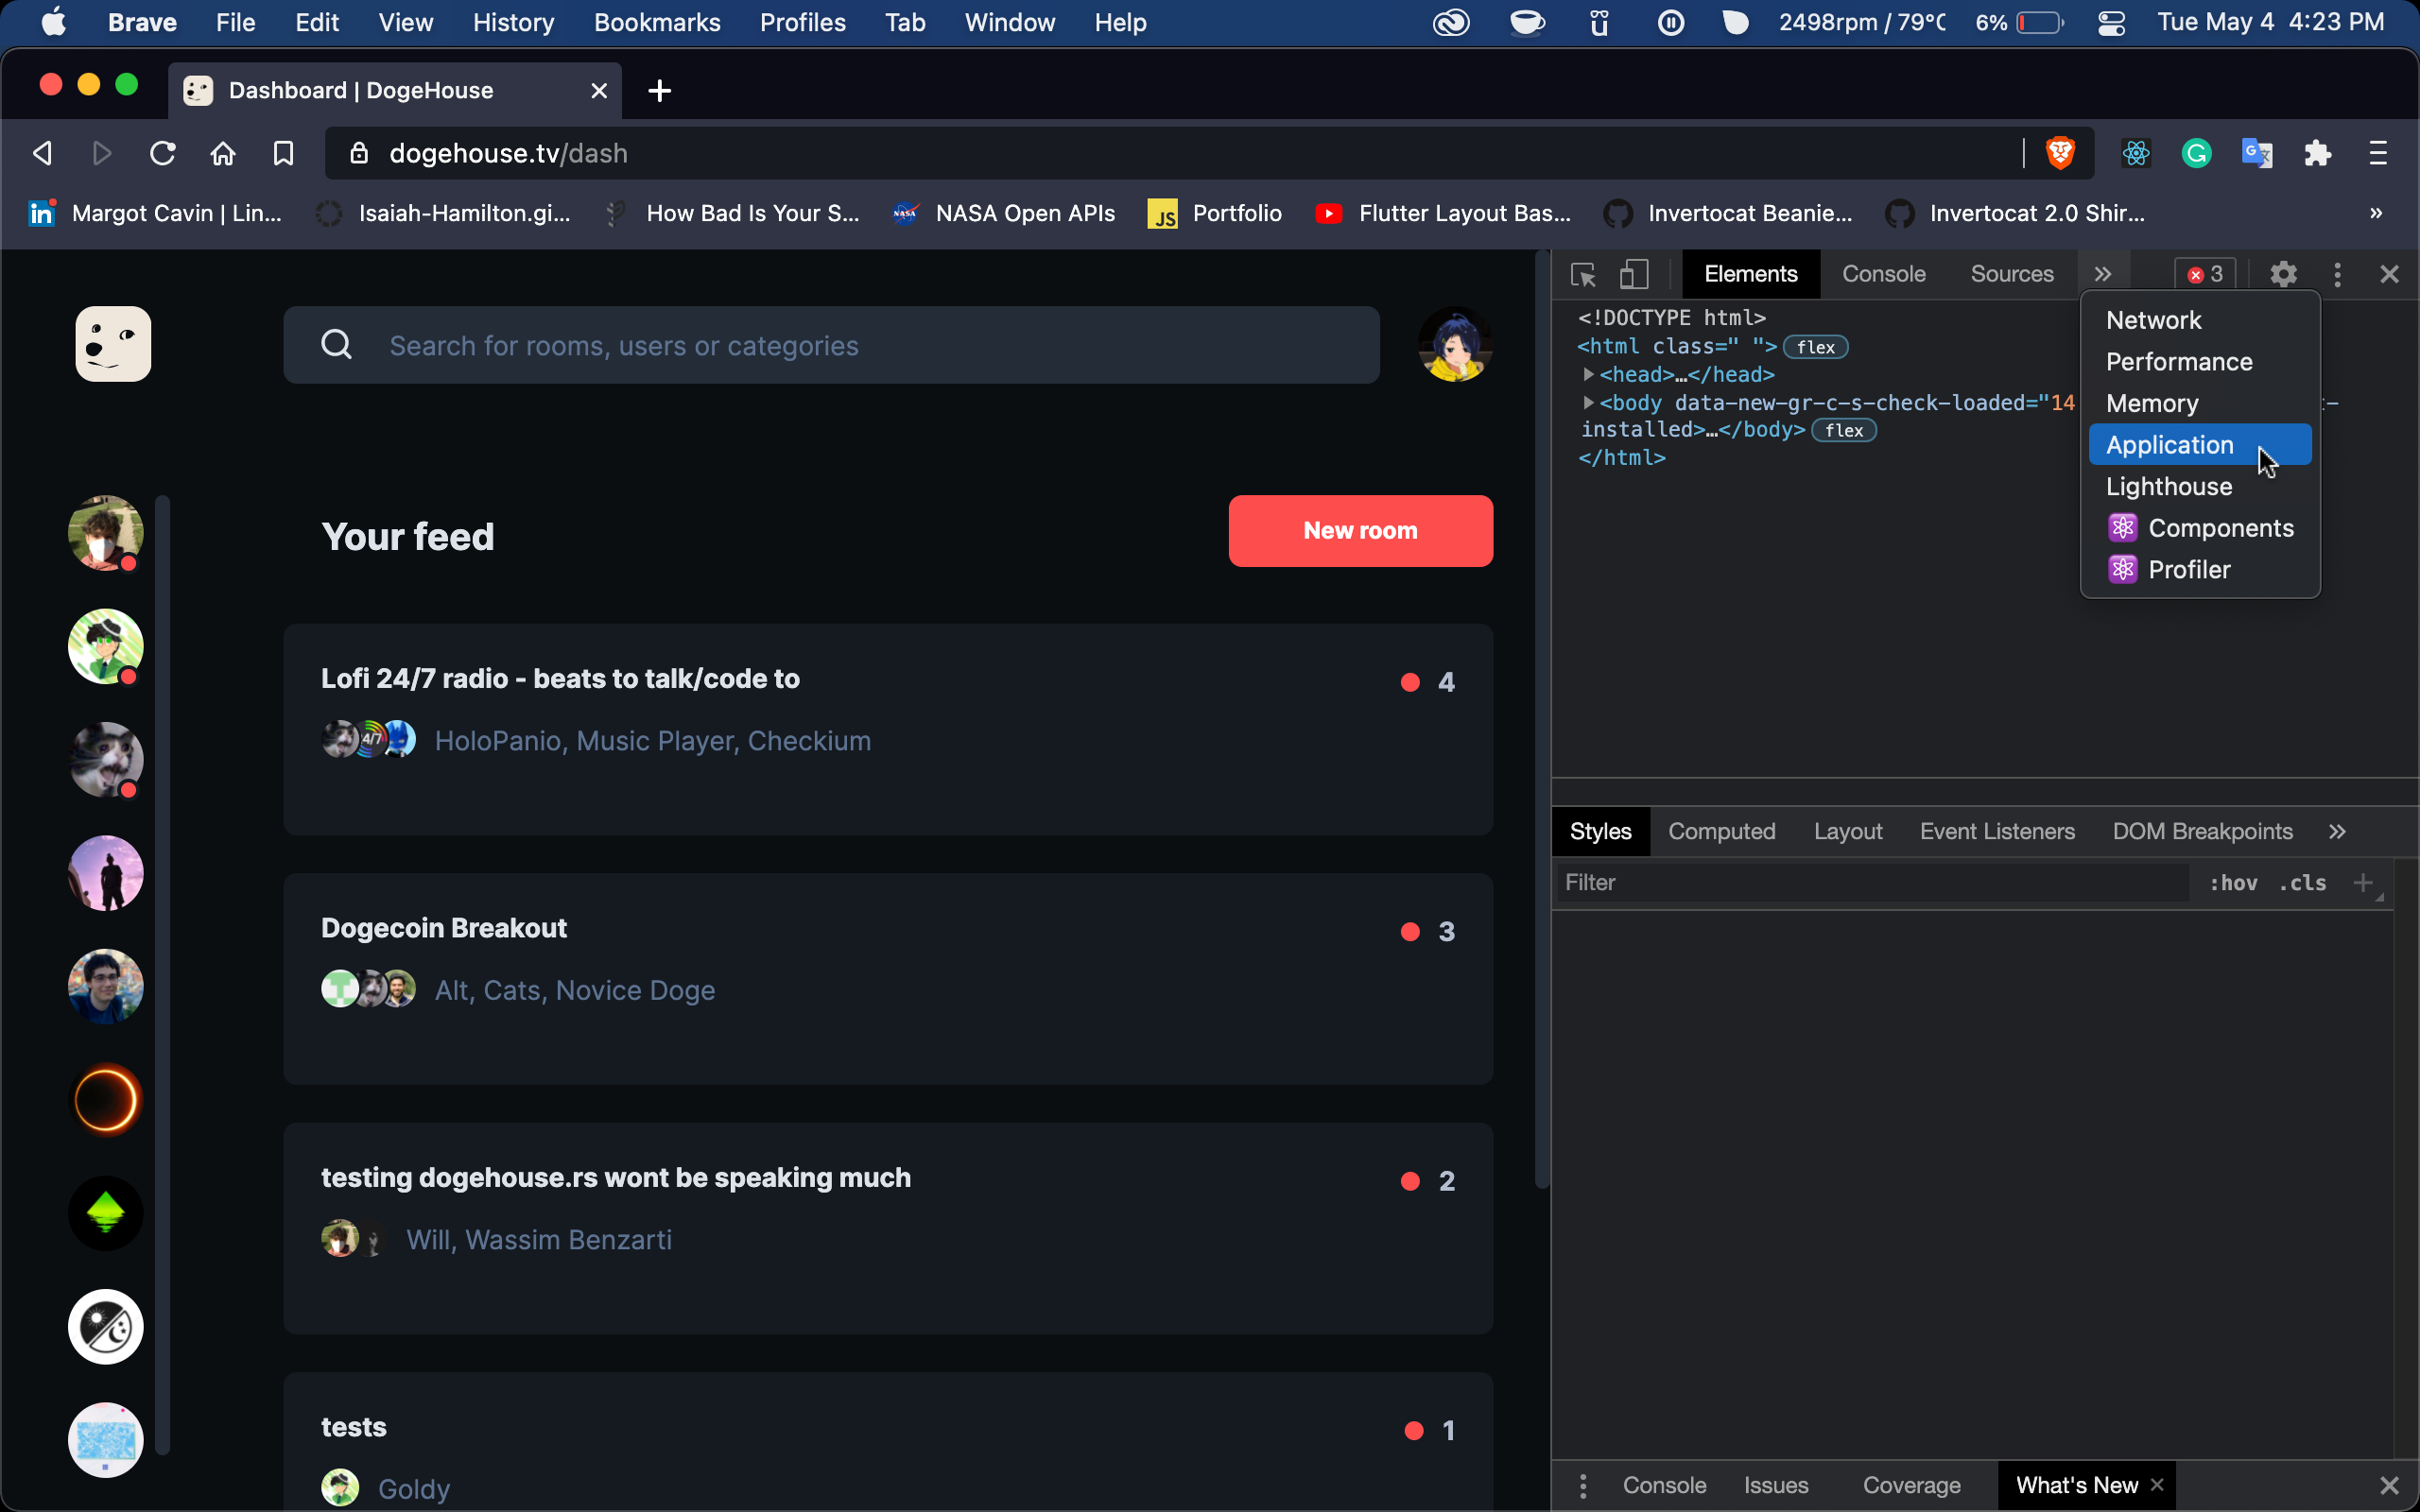 Brave File Edit View History Bookmarks Profiles Tab Window Help 2498rpm / 79°C 6% Tue May 4 4:23 PM
Dashboard | DogeHouse
dogehouse.tv/dash
in Margot Cavin | Lin... Isaiah-Hamilton.gi... How Bad Is Your S... NASA NASA Open APIs JS Portfolio Flutter Layout Bas... Invertocat Beanie... Invertocat 2.0 Shir... »
Search for rooms, users or categories
Your feed
New room
Lofi 24/7 radio - beats to talk/code to
4
HoloPanio, Music Player, Checkium
Dogecoin Breakout
3
Alt, Cats, Novice Doge
testing dogehouse.rs wont be speaking much
2
Will, Wassim Benzarti
tests
1
Goldy
Elements Console Sources » 3
<!DOCTYPE html>
<html class=" "> flex
<head>…</head>
<body data-new-gr-c-s-check-loaded="14
installed>…</body> flex
</html>
Network
Performance
Memory
Application
Lighthouse
Components
Profiler
Styles Computed Layout Event Listeners DOM Breakpoints »
Filter :hov .cls +
Console Issues Coverage What's New